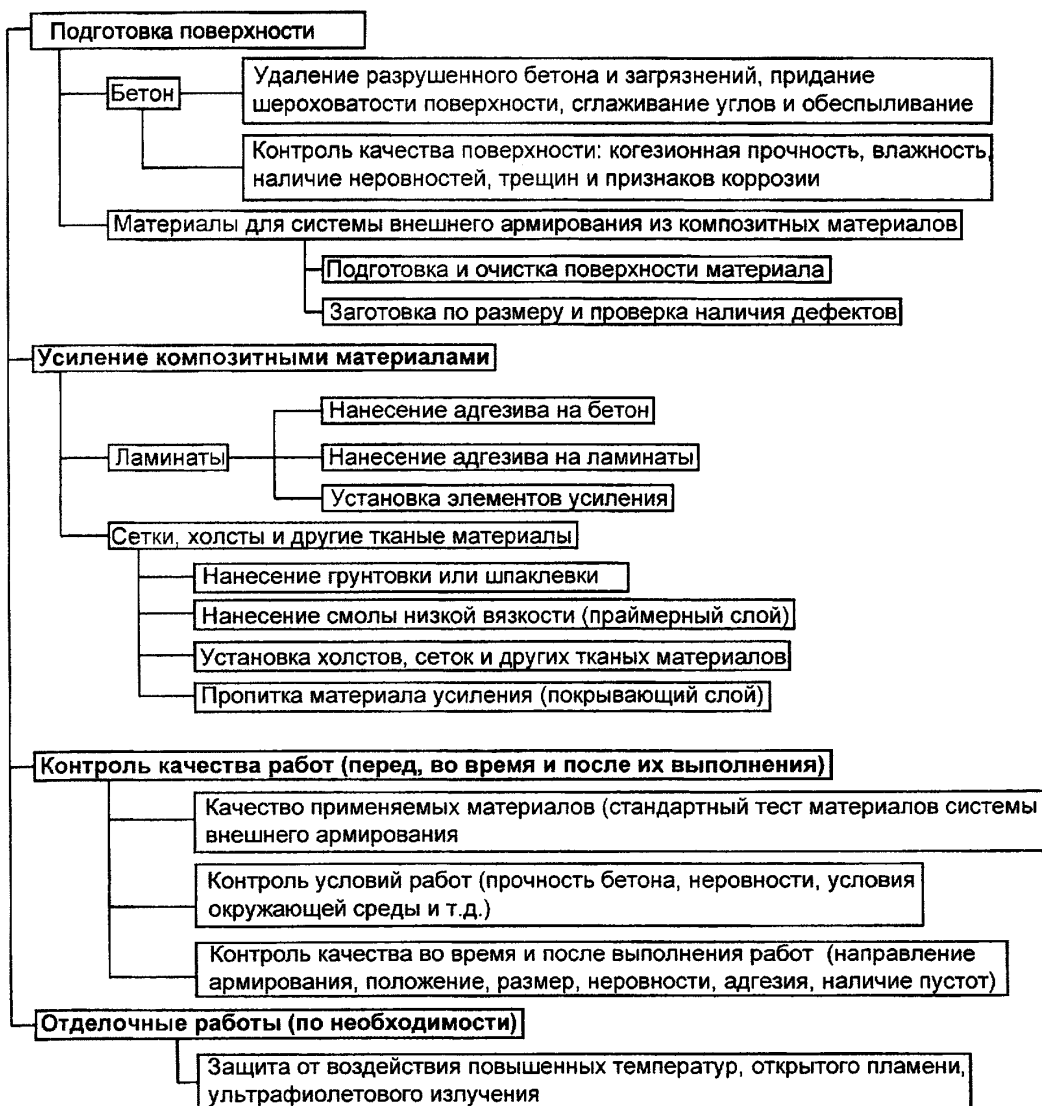 Подготовка поверхности
Бетон
Удаление разрушенного бетона и загрязнений, придание
шероховатости поверхности, сглаживание углов и обеспыливание
Контроль качества поверхности: когезионная прочность, влажность,
наличие неровностей, трещин и признаков коррозии
Материалы для системы внешнего армирования из композитных материалов
Подготовка и очистка поверхности материала
Заготовка по размеру и проверка наличия дефектов
Усиление композитными материалами
Нанесение адгезива на бетон
Ламинаты
Нанесение адгезива на ламинаты
Установка элементов усиления
Сетки, холсты и другие тканые материалы
Нанесение грунтовки или шпаклевки
Нанесение смолы низкой вязкости (праймерный слой)
Установка холстов, сеток и других тканых материалов
Пропитка материала усиления (покрывающий слой)
Контроль качества работ (перед, во время и после их выполнения)
Качество применяемых материалов (стандартный тест материалов системы
внешнего армирования
Контроль условий работ (прочность бетона, неровности, условия
окружающей среды и т.д.)
Контроль качества во время и после выполнения работ (направление
армирования, положение, размер, неровности, адгезия, наличие пустот)
Отделочные работы (по необходимости)
Защита от воздействия повышенных температур, открытого пламени,
ультрафиолетового излучения